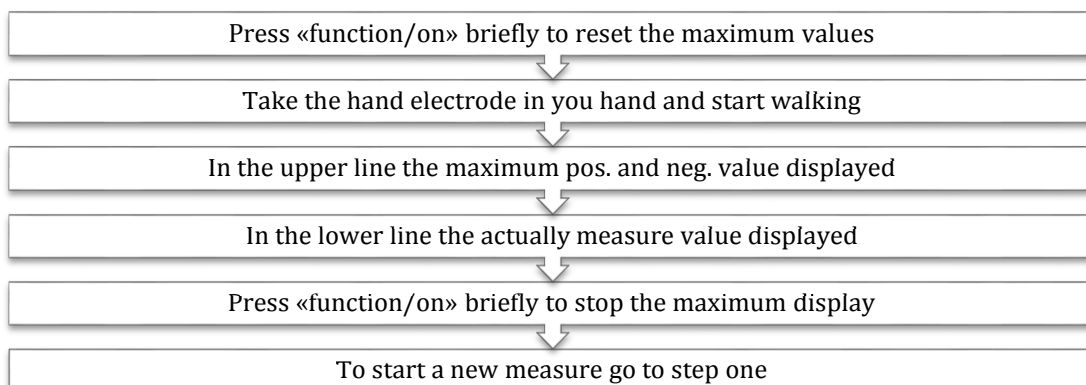 Press «function/on» briefly to reset the maximum values
Take the hand electrode in you hand and start walking
In the upper line the maximum pos. and neg. value displayed
In the lower line the actually measure value displayed
Press «function/on» briefly to stop the maximum display
To start a new measure go to step one